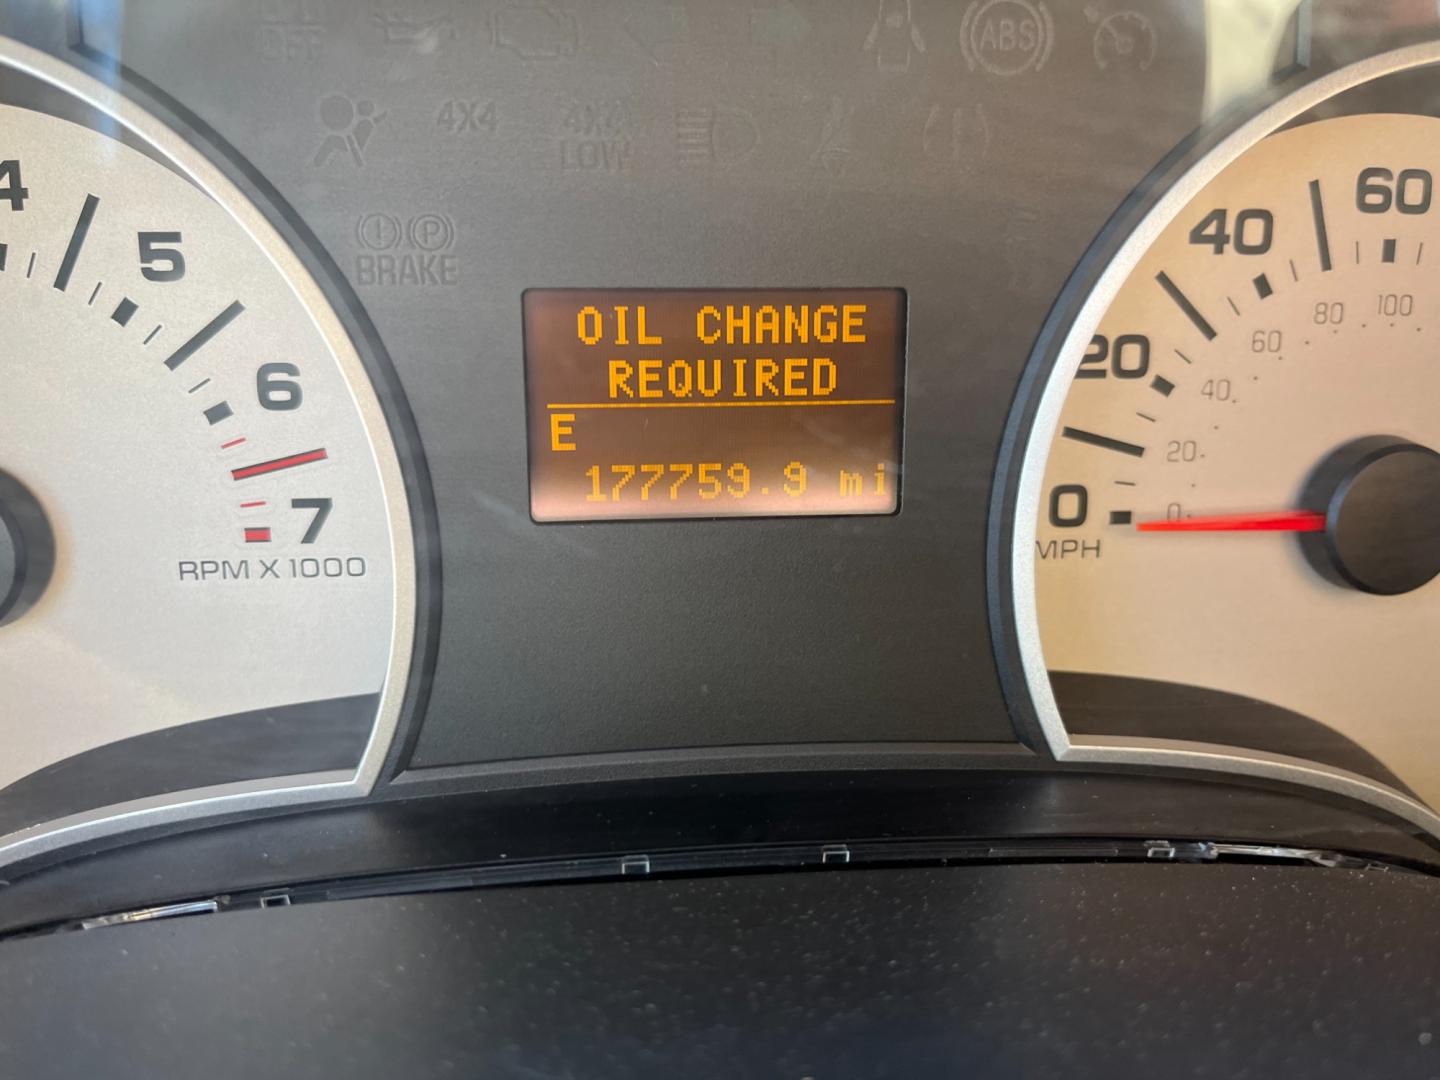 OFF
ABS
4X4
4X4
LOW
P
BRAKE
4
5
6
7
RPM X 1000
OIL CHANGE
REQUIRED
E
177759.9 mi
0
20
40
60
MPH
0
20
40
60
80
100